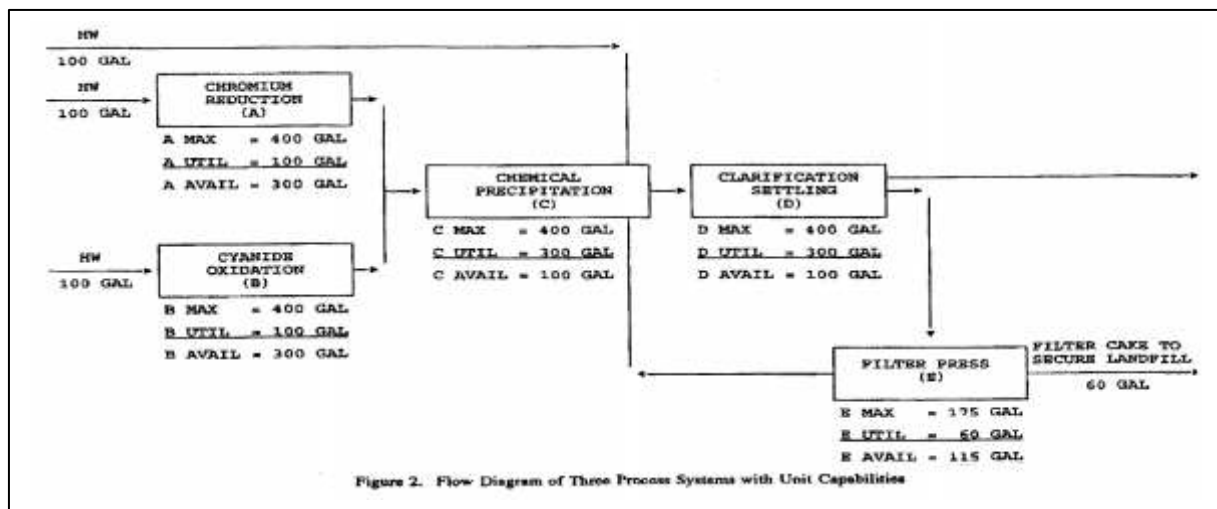 HW
100 GAL
HW
100 GAL
CHROMIUM
REDUCTION
(A)
A MAX = 400 GAL
A UTIL = 100 GAL
A AVAIL = 300 GAL
HW
100 GAL
CYANIDE
OXIDATION
(B)
B MAX = 400 GAL
B UTIL = 100 GAL
B AVAIL = 300 GAL
CHEMICAL
PRECIPITATION
(C)
C MAX = 400 GAL
C UTIL = 300 GAL
C AVAIL = 100 GAL
CLARIFICATION
SETTLING
(D)
D MAX = 400 GAL
D UTIL = 300 GAL
D AVAIL = 100 GAL
FILTER PRESS
(E)
E MAX = 175 GAL
E UTIL = 60 GAL
E AVAIL = 115 GAL
FILTER CAKE TO
SECURE LANDFILL
60 GAL
Figure 2. Flow Diagram of Three Process Systems with Unit Capabilities